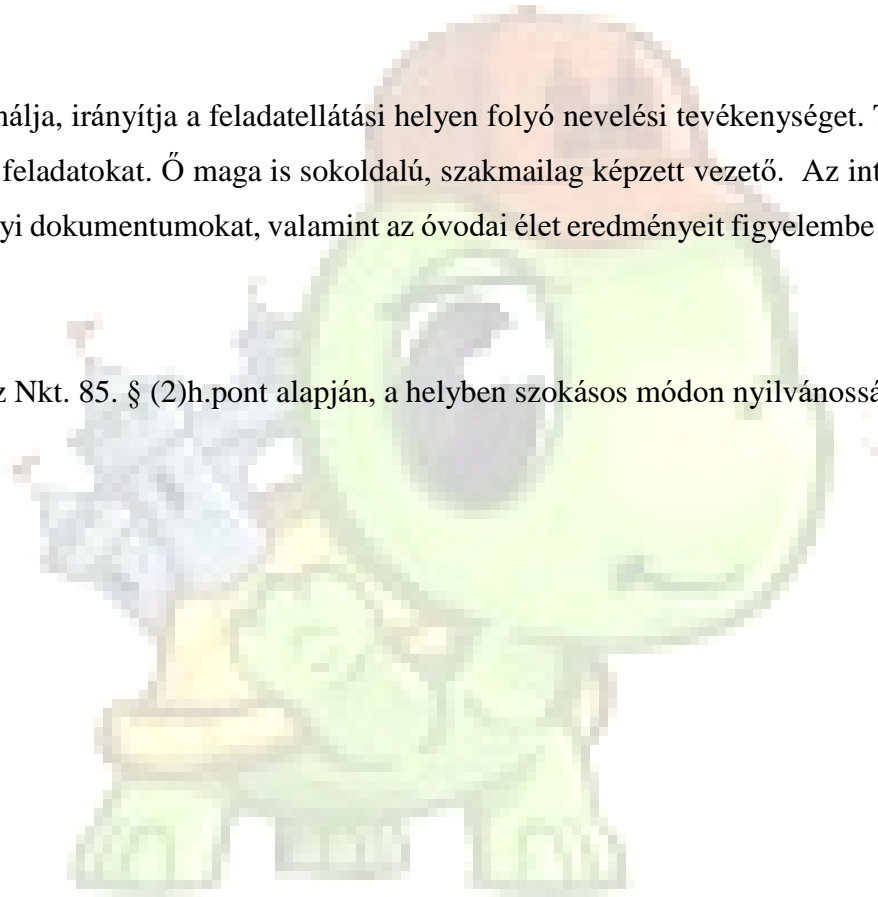 nálja, irányítja a feladatellátási helyen folyó nevelési tevékenységet. T
feladatokat. Ő maga is sokoldalú, szakmailag képzett vezető. Az int
yi dokumentumokat, valamint az óvodai élet eredményeit figyelembe
z Nkt. 85. § (2)h.pont alapján, a helyben szokásos módon nyilvánossá